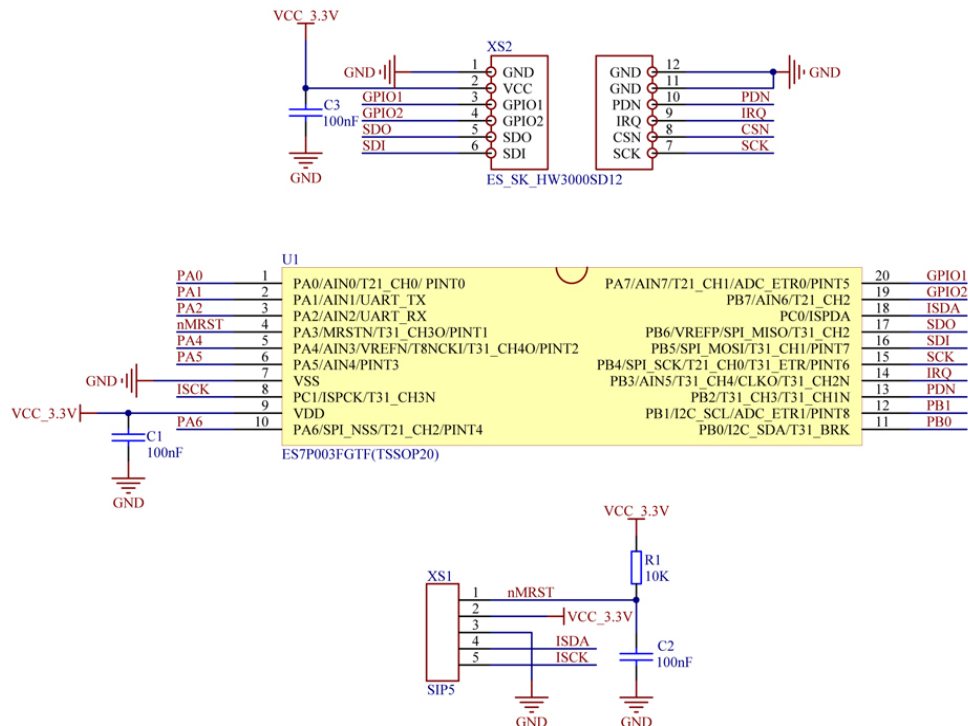 VCC_3.3V
XS2
GND 1 GND GND 12 GND
2 VCC GND 11
GPIO1 3 GPIO1 PDN 10 PDN
C3
100nF
GPIO2 4 GPIO2 IRQ 9 IRQ
SDO 5 SDO CSN 8 CSN
SDI 6 SDI SCK 7 SCK
GND
ES_SK_HW3000SD12
U1
PA0 1 PA0/AIN0/T21_CH0/ PINT0 PA7/AIN7/T21_CH1/ADC_ETR0/PINT5 20 GPIO1
PA1 2 PA1/AIN1/UART_TX PB7/AIN6/T21_CH2 19 GPIO2
PA2 3 PA2/AIN2/UART_RX PC0/ISPDA 18 ISDA
nMRST 4 PA3/MRSTN/T31_CH3O/PINT1 PB6/VREFP/SPI_MISO/T31_CH2 17 SDO
PA4 5 PA4/AIN3/VREFN/T8NCKI/T31_CH4O/PINT2 PB5/SPI_MOSI/T31_CH1/PINT7 16 SDI
PA5 6 PA5/AIN4/PINT3 PB4/SPI_SCK/T21_CH0/T31_ETR/PINT6 15 SCK
GND 7 VSS PB3/AIN5/T31_CH4/CLKO/T31_CH2N 14 IRQ
ISCK 8 PC1/ISPCK/T31_CH3N PB2/T31_CH3/T31_CH1N 13 PDN
VCC_3.3V 9 VDD PB1/I2C_SCL/ADC_ETR1/PINT8 12 PB1
PA6 10 PA6/SPI_NSS/T21_CH2/PINT4 PB0/I2C_SDA/T31_BRK 11 PB0
C1
100nF
ES7P003FGTF(TSSOP20)
GND
VCC_3.3V
R1
10K
XS1
1 nMRST
2 VCC_3.3V
3
4 ISDA
5 ISCK
C2
100nF
SIP5
GND GND